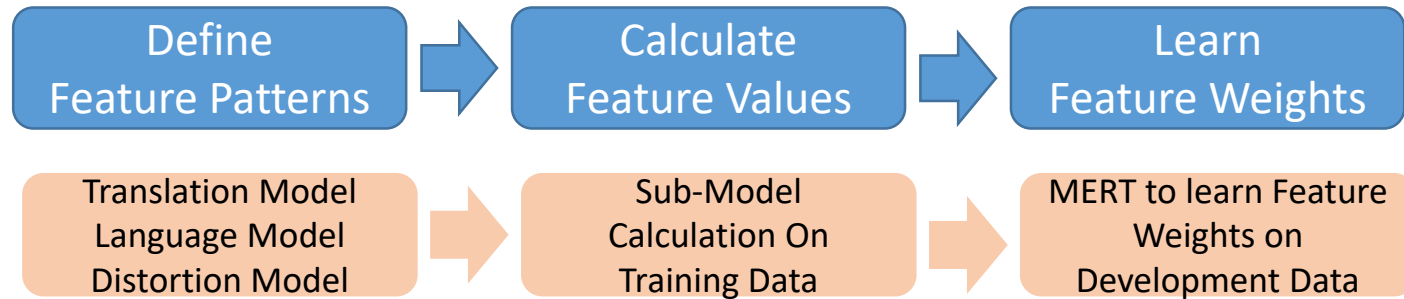 Define
Feature Patterns
Calculate
Feature Values
Learn
Feature Weights
Translation Model
Language Model
Distortion Model
Sub-Model
Calculation On
Training Data
MERT to learn Feature
Weights on
Development Data